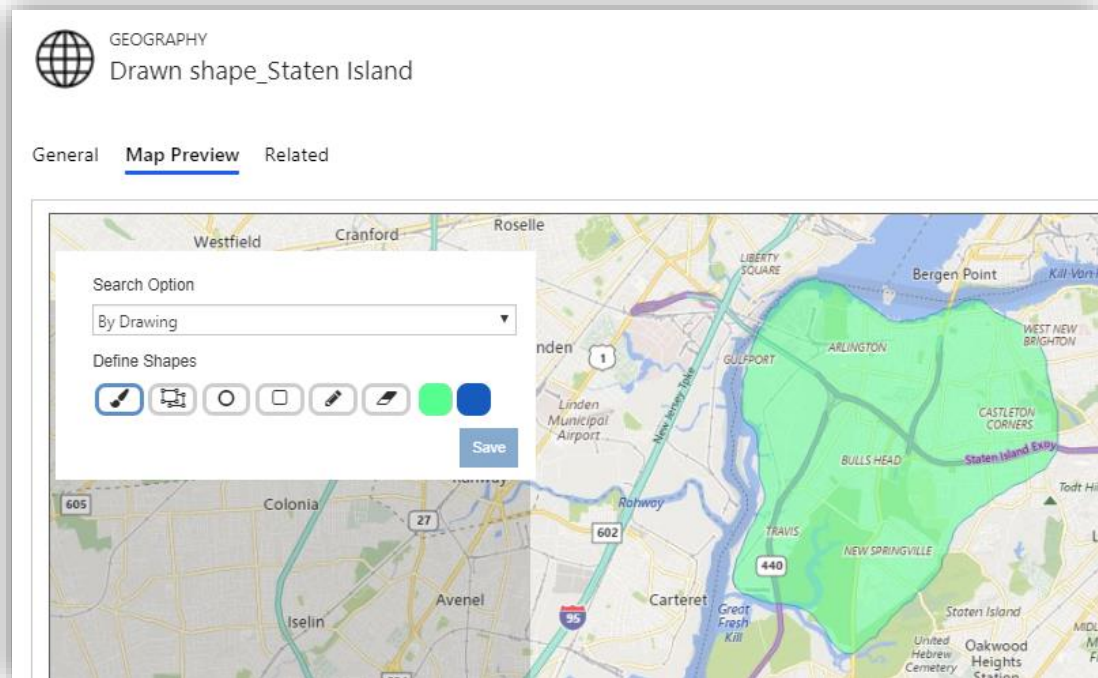 GEOGRAPHY
Drawn shape_Staten Island
General Map Preview Related
Roselle
Cranford
Westfield
LIBERTY
SQUARE
Bergen Point
Search Option
By Drawing
Define Shapes
Save
WEST NEW
BRIGHTON
ARLINGTON
GULFPORT
1
Linden
Municipal
Airport
New Jersey Tpke
CASTLETON
CORNERS
BULLS HEAD
Staten Island Expy
605
Colonia
27
Rahway
602
TRAVIS
NEW SPRINGVILLE
440
Iselin
Avenel
95
Carteret
Great
Fresh
Kill
Staten Island
United
Hebrew
Cemetery
Oakwood
Heights
Station